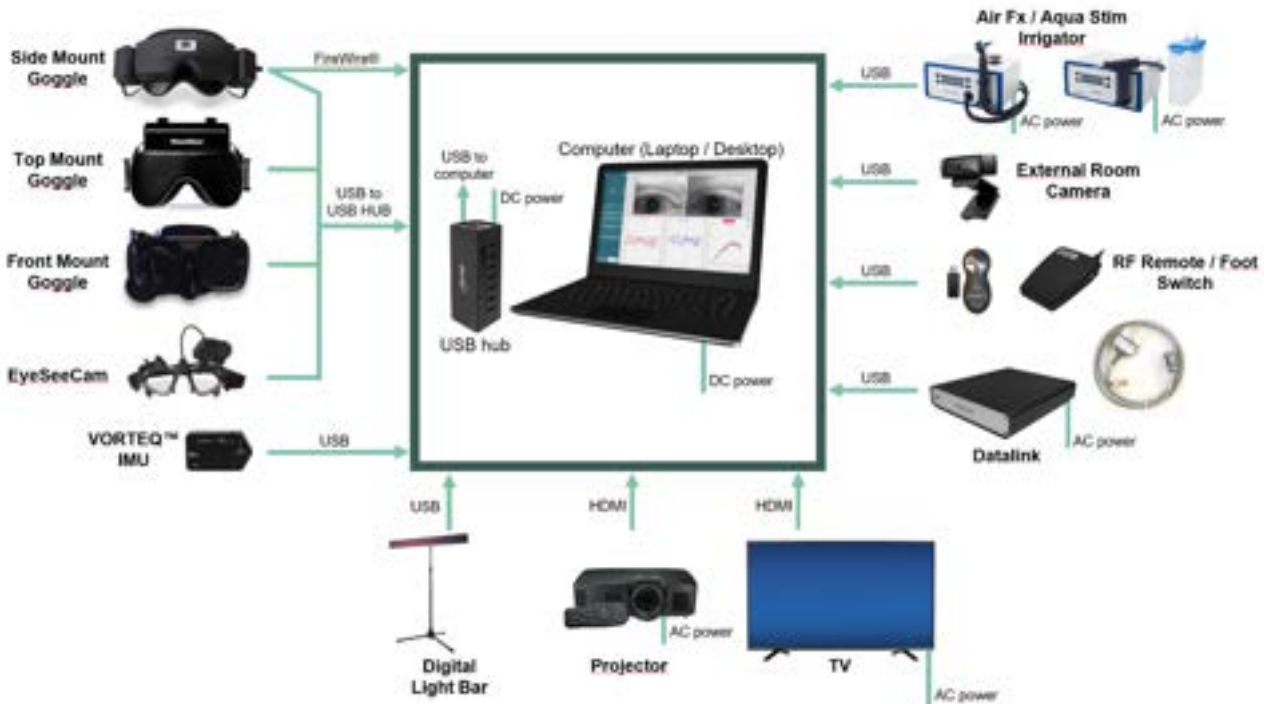 Side Mount
Goggle
FireWire®
Top Mount
Goggle
USB to
USB HUB
Front Mount
Goggle
EyeSeeCam
VORTEQ™
IMU
USB
USB to
computer
DC power
USB hub
Computer (Laptop / Desktop)
DC power
Air Fx / Aqua Stim
Irrigator
USB
AC power
AC power
USB
External Room
Camera
USB
RF Remote / Foot
Switch
USB
AC power
Datalink
USB
HDMI
HDMI
Digital
Light Bar
AC power
Projector
TV
AC power